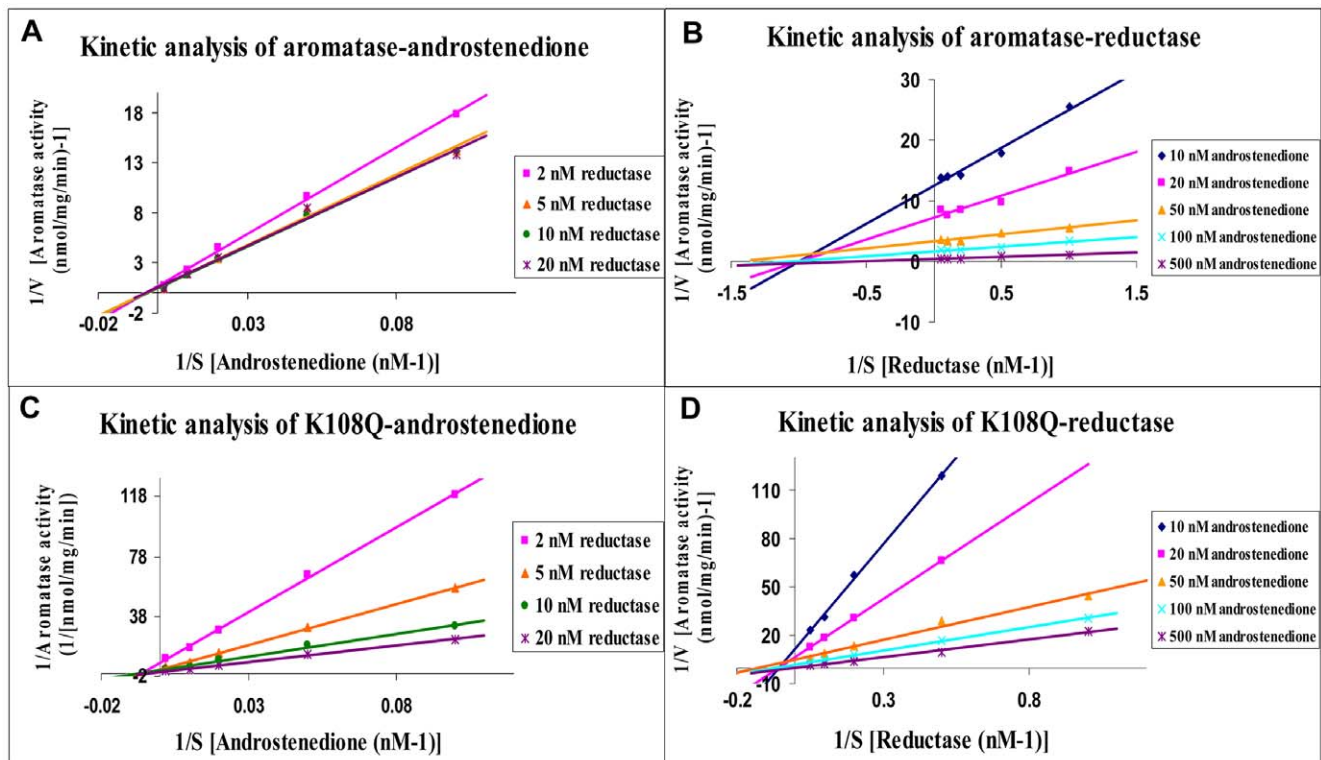 A
Kinetic analysis of aromatase-androstenedione
1/V [Aromatase activity
(nmol/mg/min)-1]
18
13
8
3
-2
-0.02
0.03
0.08
1/S [Androstenedione (nM-1)]
2 nM reductase
5 nM reductase
10 nM reductase
20 nM reductase
B
Kinetic analysis of aromatase-reductase
1/V [Aromatase activity
(nmol/mg/min)-1]
30
20
10
0
-10
-1.5
-0.5
0.5
1.5
1/S [Reductase (nM-1)]
10 nM androstenedione
20 nM androstenedione
50 nM androstenedione
100 nM androstenedione
500 nM androstenedione
C
Kinetic analysis of K108Q-androstenedione
1/Aromatase activity
(1/[nmol/mg/min])
118
78
38
-2
-0.02
0.03
0.08
1/S [Androstenedione (nM-1)]
2 nM reductase
5 nM reductase
10 nM reductase
20 nM reductase
D
Kinetic analysis of K108Q-reductase
1/V [Aromatase activity
(nmol/mg/min)-1]
110
80
50
20
-10
-0.2
0.3
0.8
1/S [Reductase (nM-1)]
10 nM androstenedione
20 nM androstenedione
50 nM androstenedione
100 nM androstenedione
500 nM androstenedione